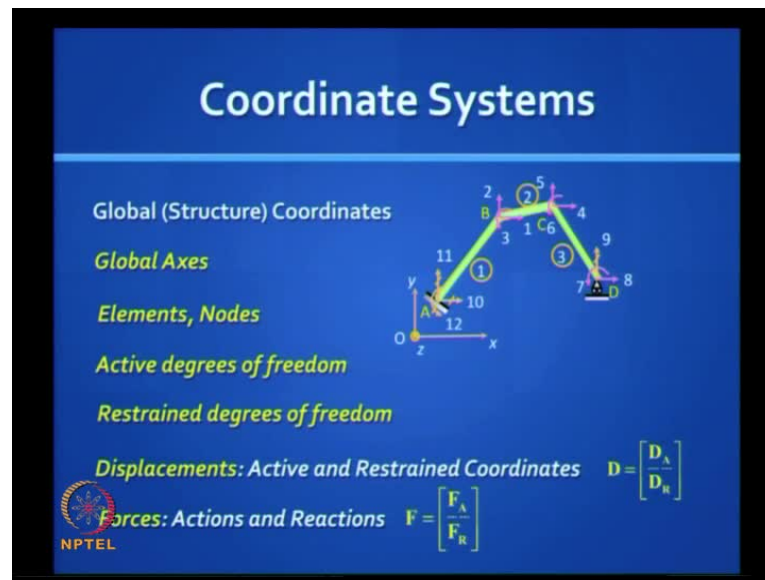 Coordinate Systems
Global (Structure) Coordinates
Global Axes
Elements, Nodes
Active degrees of freedom
Restrained degrees of freedom
Displacements: Active and Restrained Coordinates D = [D_A / D_R]
Forces: Actions and Reactions F = [F_A / F_R]
NPTEL
5
2 2
B 4
1 C 6
3 9
11 3
1
y 7 8
A 10 D
12
O z x